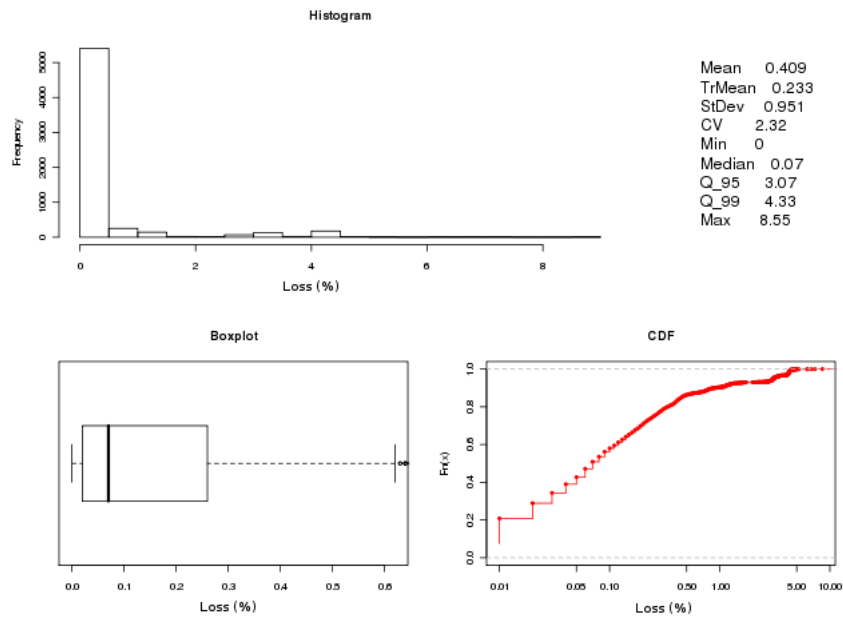 Histogram
Frequency
0 1000 2000 3000 4000 5000
0 2 4 6 8
Loss (%)
Mean 0.409
TrMean 0.233
StDev 0.951
CV 2.32
Min 0
Median 0.07
Q_95 3.07
Q_99 4.33
Max 8.55
Boxplot
0.0 0.1 0.2 0.3 0.4 0.5 0.6
Loss (%)
CDF
Fn(x)
0.0 0.2 0.4 0.6 0.8 1.0
0.01 0.05 0.10 0.50 1.00 5.00 10.00
Loss (%)